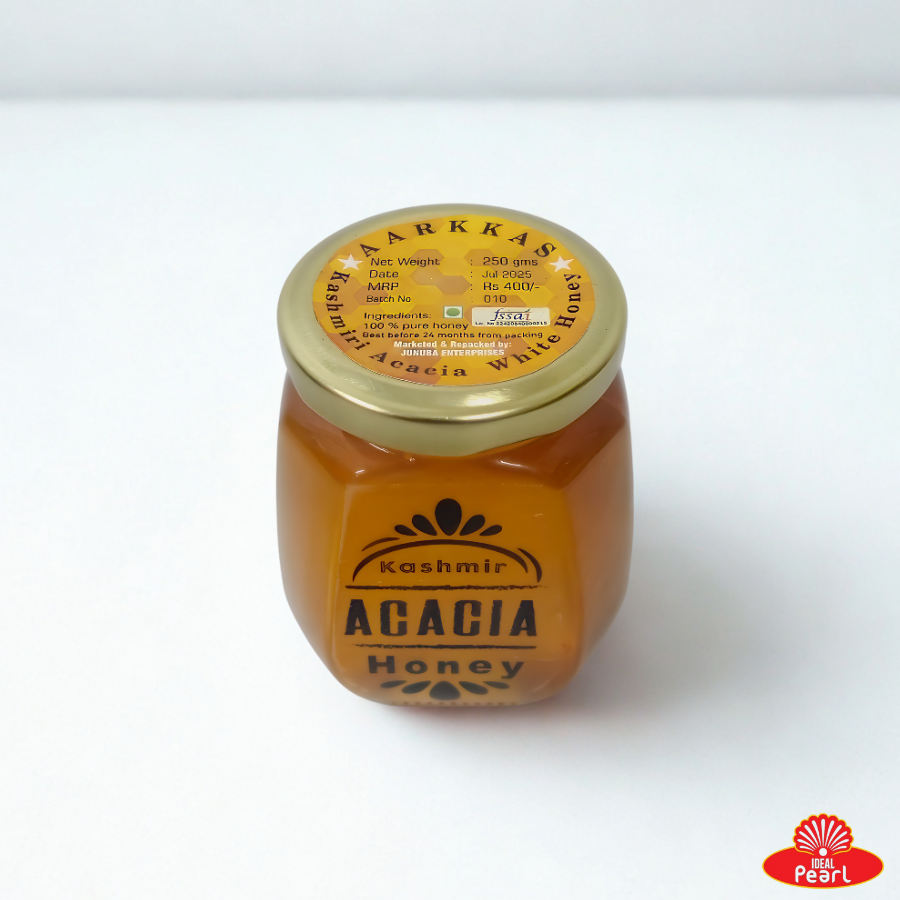 AARKKAS
Net Weight : 250 gms
Date : Jul 2025
MRP : Rs 400/-
Batch No : 010
Ingredients:
100 % pure honey
fssai
Best before 24 months from packing
Marketed & Repacked by:
JUNUBA ENTERPRISES
Kashmiri Acacia White Honey
Kashmir
ACACIA
Honey
IDEAL
Pearl